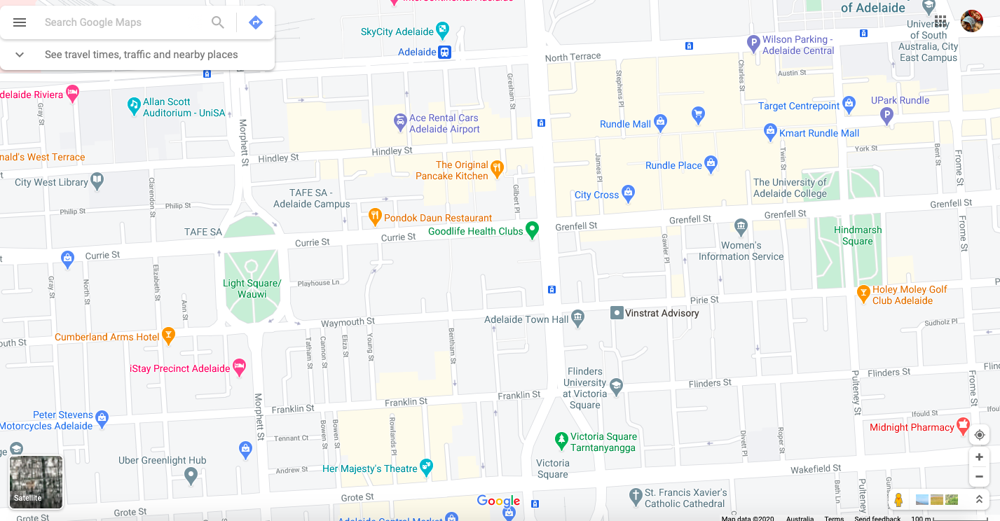 InterContinental Adelaide
of Adelaide
Search Google Maps
SkyCity Adelaide
University
of South
Australia, City
East Campus
See travel times, traffic and nearby places
Adelaide
North Terrace
Wilson Parking -
Adelaide Central
Austin St
Charles St
Stephens Pl
Gresham St
delaide Riviera
Allan Scott
Auditorium - UniSA
Gray St
Morphett St
Ace Rental Cars
Adelaide Airport
Rundle Mall
Target Centrepoint
UPark Rundle
Kmart Rundle Mall
nald's West Terrace
Hindley St
Hindley St
York St
Bent St
Twin St
James Pl
Frome St
The Original
Pancake Kitchen
Rundle Place
City West Library
Clarendon St
TAFE SA -
Adelaide Campus
Gilbert Pl
City Cross
The University of
Adelaide College
Philip St
Philip St
Pondok Daun Restaurant
Grenfell St
Grenfell St
Grenfell St
Grenfell St
TAFE SA
Goodlife Health Clubs
Hindmarsh
Square
Frome St
Currie St
Currie St
Currie St
Gawler Pl
Women's
Information Service
Gray St
North St
Elizabeth St
Ann St
Light Square/
Wauwi
Playhouse Ln
Pirie St
Holey Moley Golf
Club Adelaide
Waymouth St
Adelaide Town Hall
Vinstrat Advisory
Sudholz Pl
outh St
Cumberland Arms Hotel
Tatham St
Cannon St
Eliza St
Young St
Bentham St
iStay Precinct Adelaide
Flinders
University
at Victoria
Square
Flinders St
Flinders St
Flin
Pulteney St
Frome St
Morphett St
Franklin St
Franklin St
Franklin St
Ifould St
Peter Stevens
Motorcycles Adelaide
Midnight Pharmacy
Tennant Ct
Bowen St
Bowen St
Rowlands Pl
Victoria Square
Tarntanyangga
Divett Pl
Roper St
ge
Uber Greenlight Hub
Andrew St
Her Majesty's Theatre
Victoria
Square
Wakefield St
Satellite
Grote St
Grote St
Grote St
Google
St. Francis Xavier's
Catholic Cathedral
Bath Ln
Pulteney
Guns
Adelaide Central Market
Map data ©2020
Australia
Terms
Send feedback
100 m